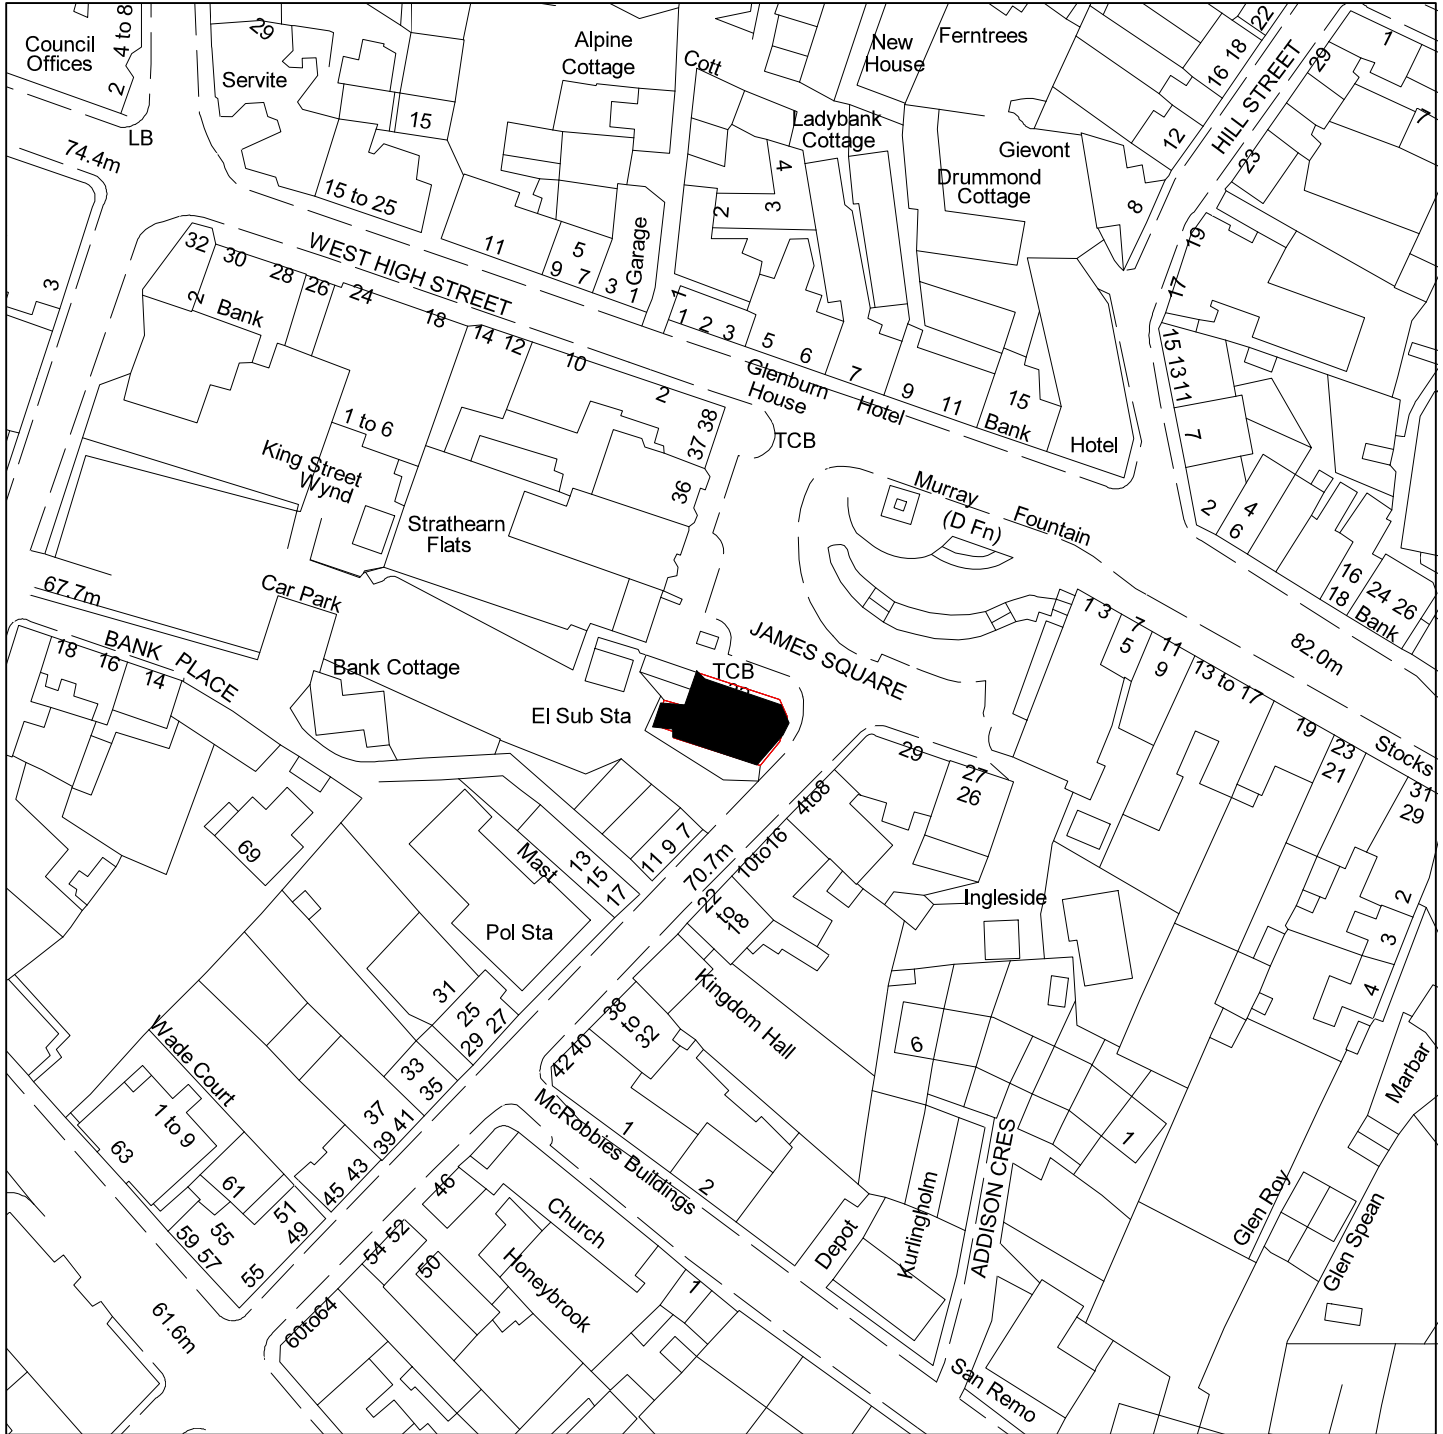 Council
Offices
4 to 8
2
LB
74.4m
3
29
Servite
15
15 to 25
Alpine
Cottage
Cott
New
House
Ferntrees
22
16 18
12
HILL STREET
29
1
7
23
Ladybank
Cottage
Gievont
Drummond
Cottage
8
19
17
15 13 11
7
2
4
6
4
3
2
Garage
11
5
9 7
3 1
WEST HIGH STREET
32
30
28
26
24
18
14 12
10
2
2
Bank
1
1 2 3
5
6
7
9
11
15
Glenburn
House
Hotel
Bank
Hotel
TCB
37 38
36
1 to 6
King Street
Wynd
Strathearn
Flats
Murray
Fountain
(D Fn)
16
18
24 26
Bank
82.0m
Car Park
67.7m
BANK PLACE
18
16
14
Bank Cottage
El Sub Sta
TCB
JAMES SQUARE
1 3
7
5
11
9
13 to 17
19
23
21
Stocks
31
29
29
27
26
4to8
10to16
70.7m
22
to
18
11 9 7
13
15
17
Mast
Pol Sta
69
Ingleside
2
3
4
Marbar
31
25
29 27
33
35
37
39 41
45 43
Wade Court
1 to 9
63
61
51
49
55
59 57
55
61.6m
Kingdom Hall
38
to
32
42 40
McRobbies Buildings
1
2
6
1
ADDISON CRES
Kurlingholm
Depot
Glen Roy
Glen Spean
46
54 52
50
60to64
Church
Honeybrook
1
San Remo